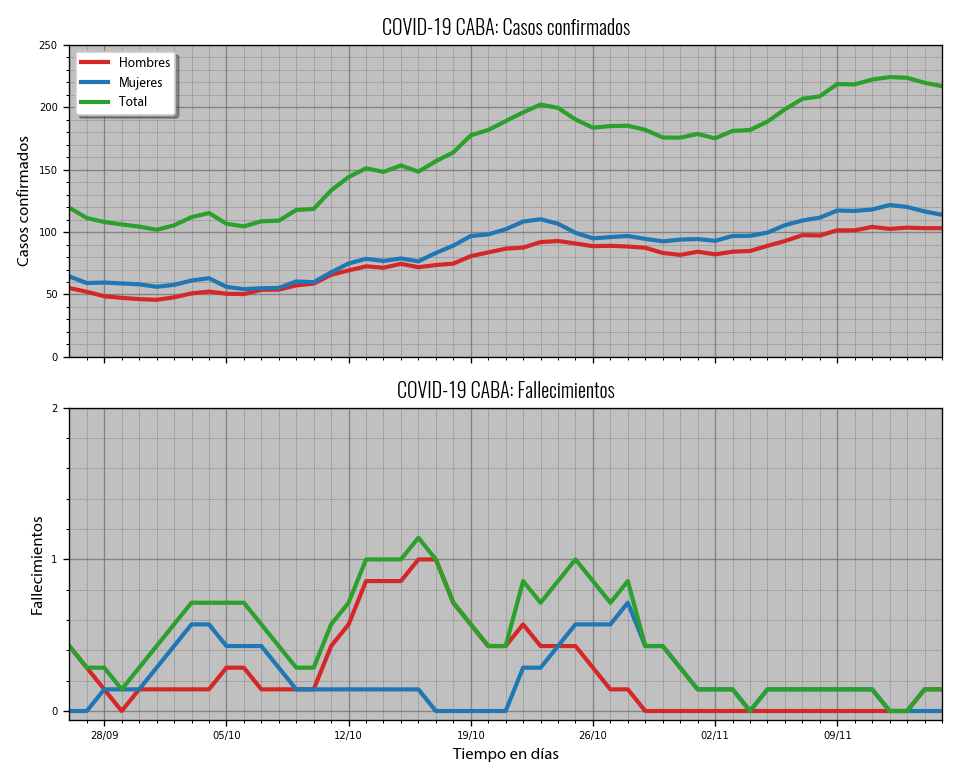 COVID-19 CABA: Casos confirmados
250
200
150
100
50
0
Casos confirmados
Hombres
Mujeres
Total
COVID-19 CABA: Fallecimientos
2
1
0
Fallecimientos
28/09 05/10 12/10 19/10 26/10 02/11 09/11
Tiempo en días